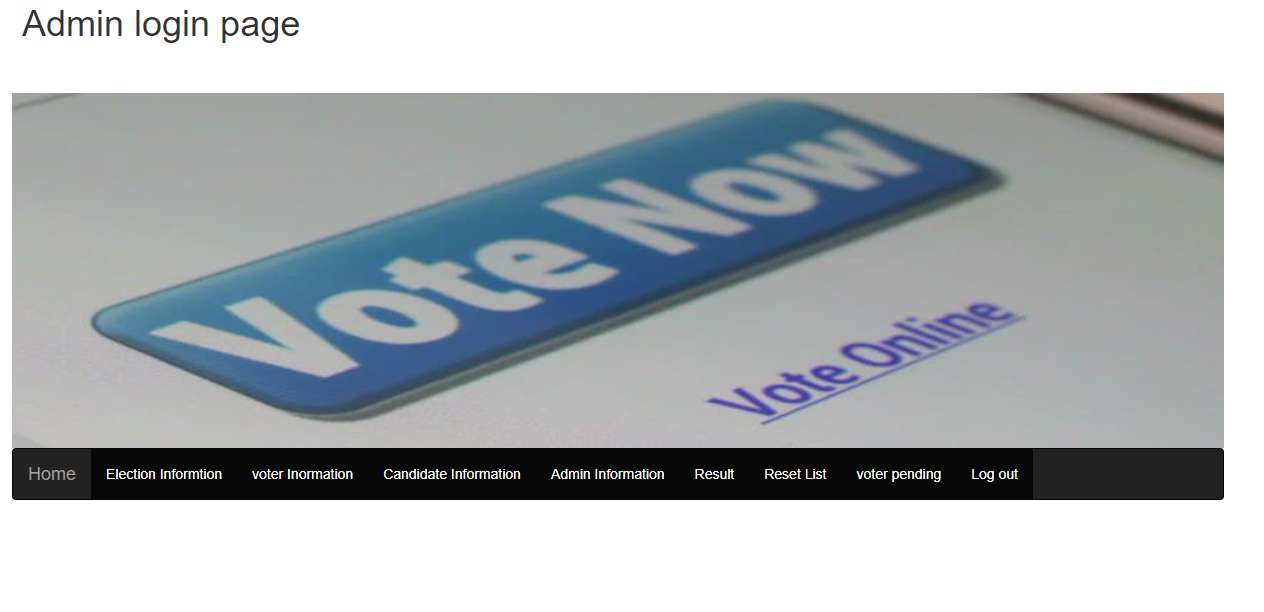 Admin login page
Vote Now
Vote Online
Home Election Informtion voter Inormation Candidate Information Admin Information Result Reset List voter pending Log out